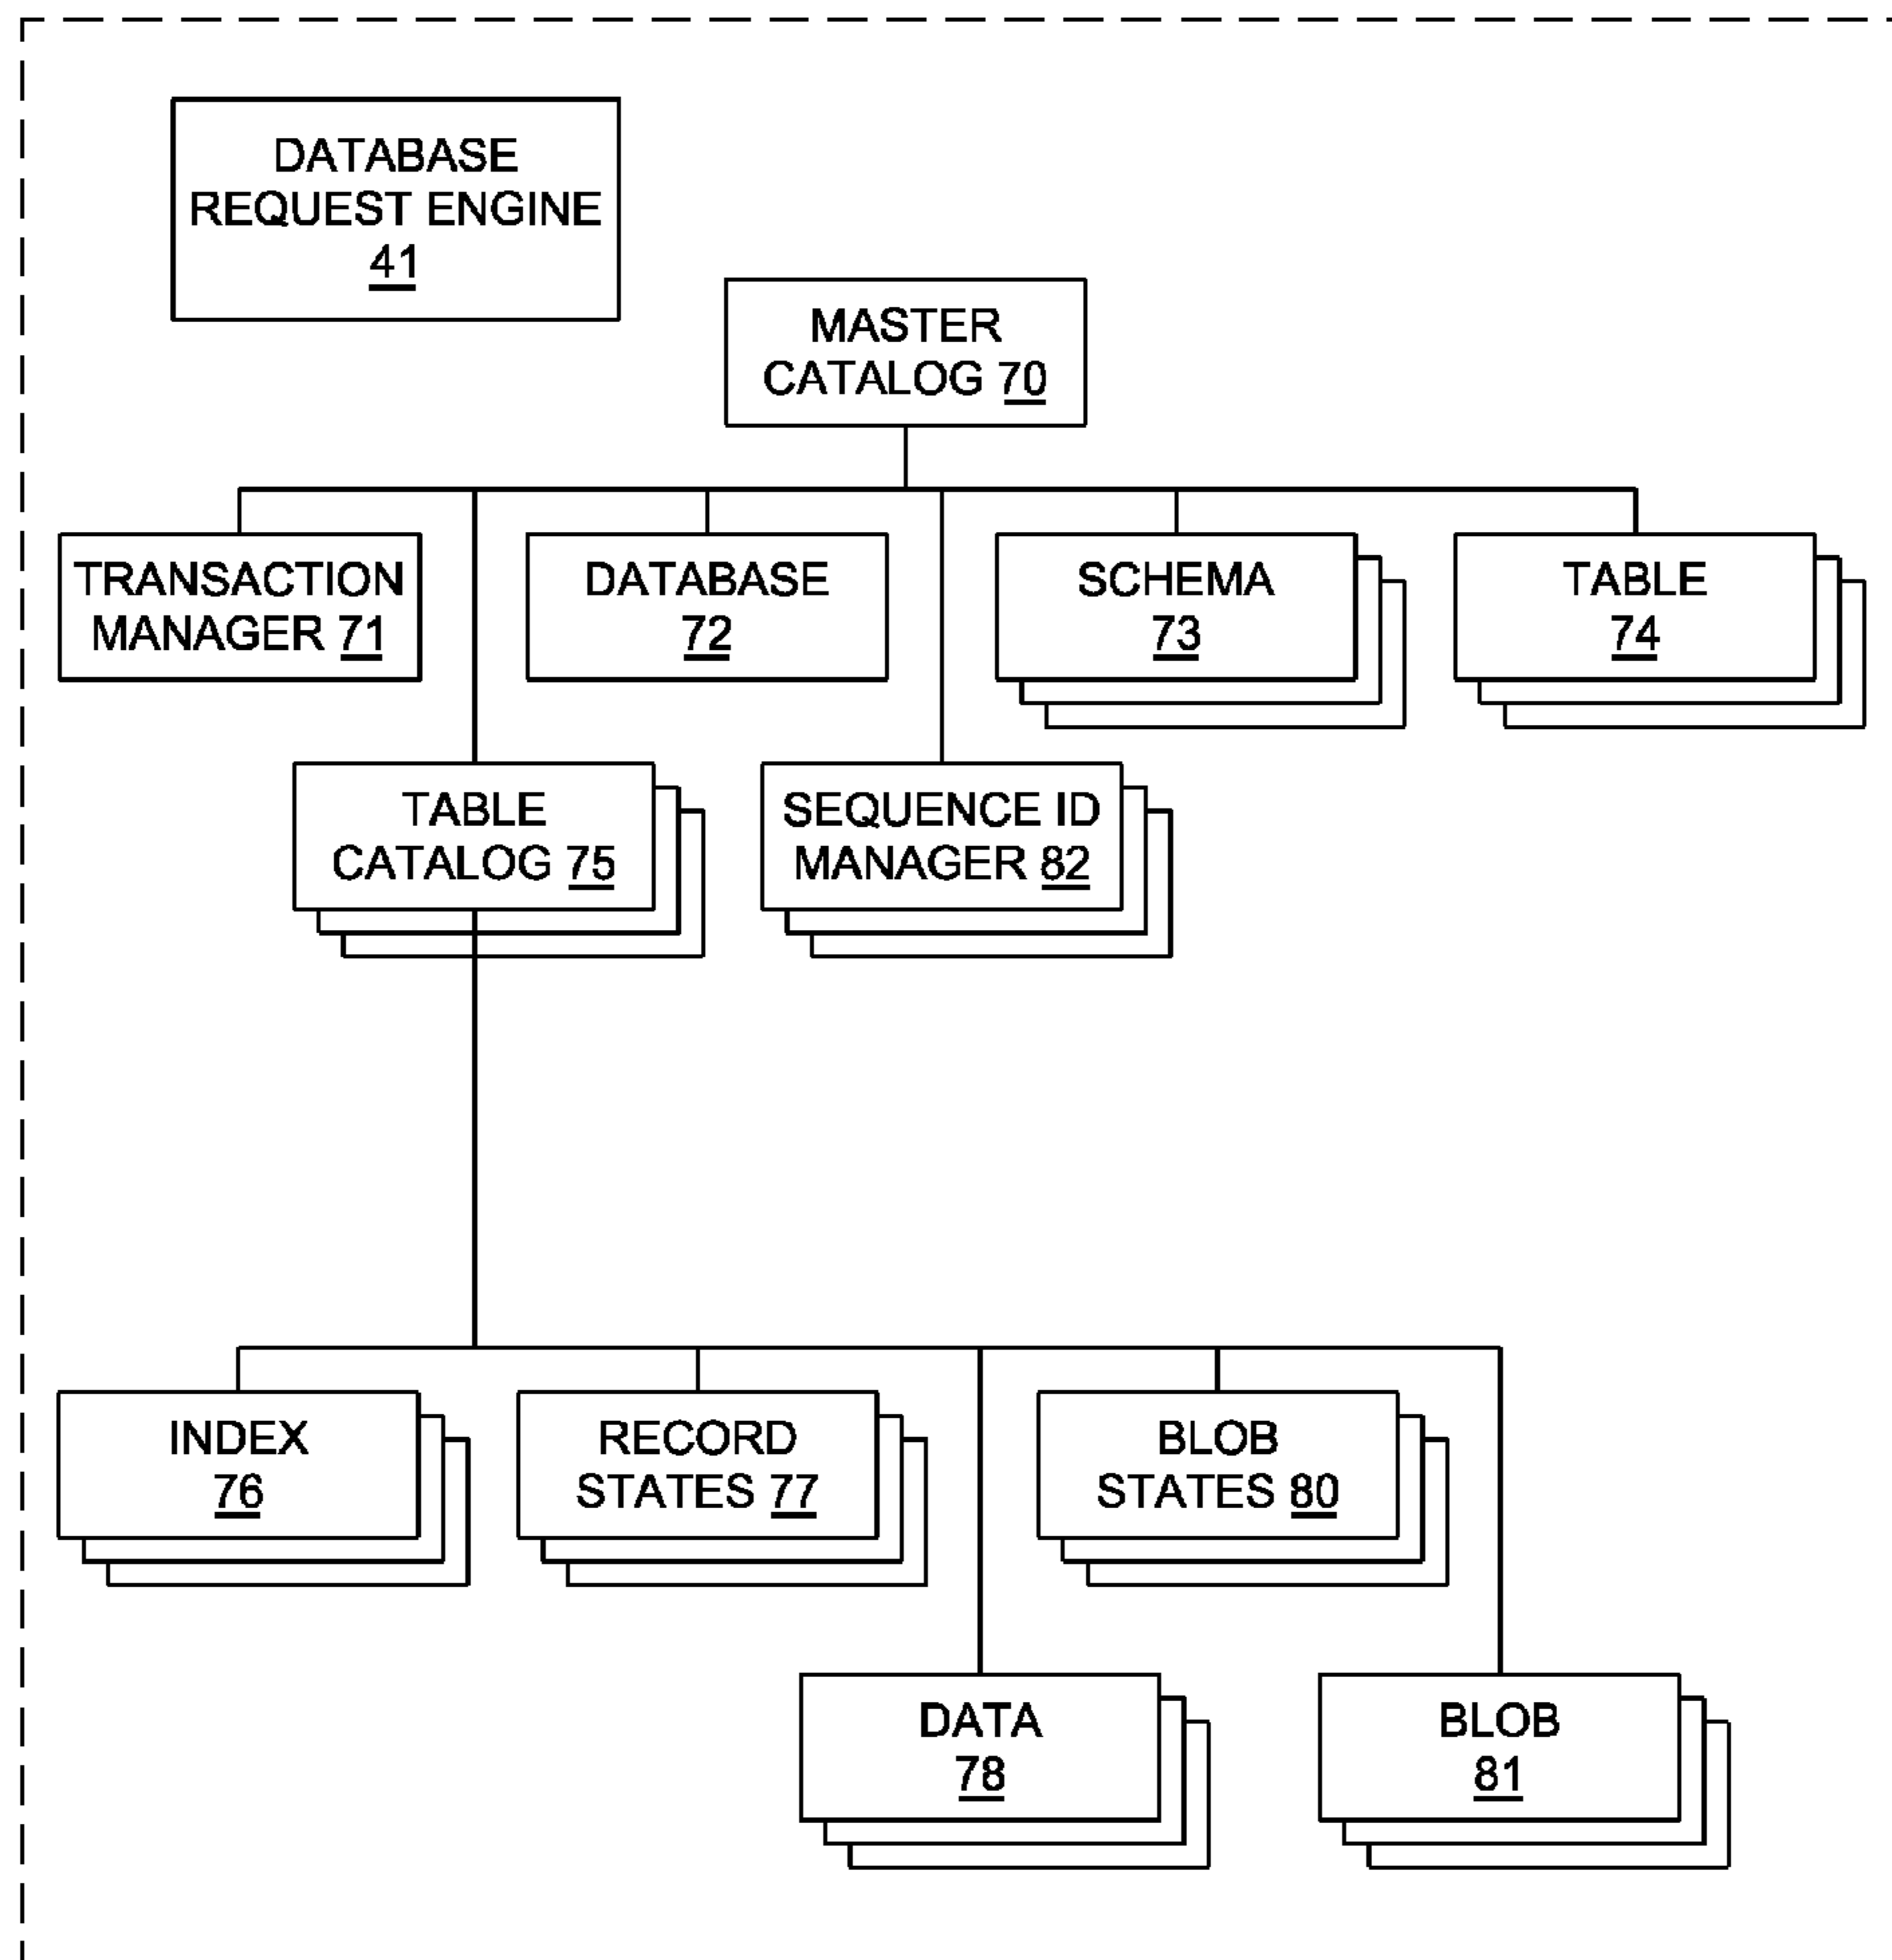 DATABASE
REQUEST ENGINE
41
MASTER
CATALOG 70
TRANSACTION
MANAGER 71
DATABASE
72
SCHEMA
73
TABLE
74
TABLE
CATALOG 75
SEQUENCE ID
MANAGER 82
INDEX
76
RECORD
STATES 77
BLOB
STATES 80
DATA
78
BLOB
81